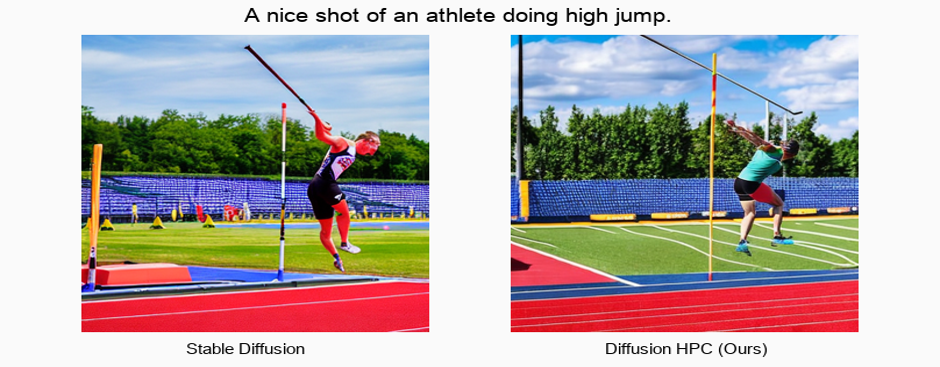 A nice shot of an athlete doing high jump.
Stable Diffusion
Diffusion HPC (Ours)